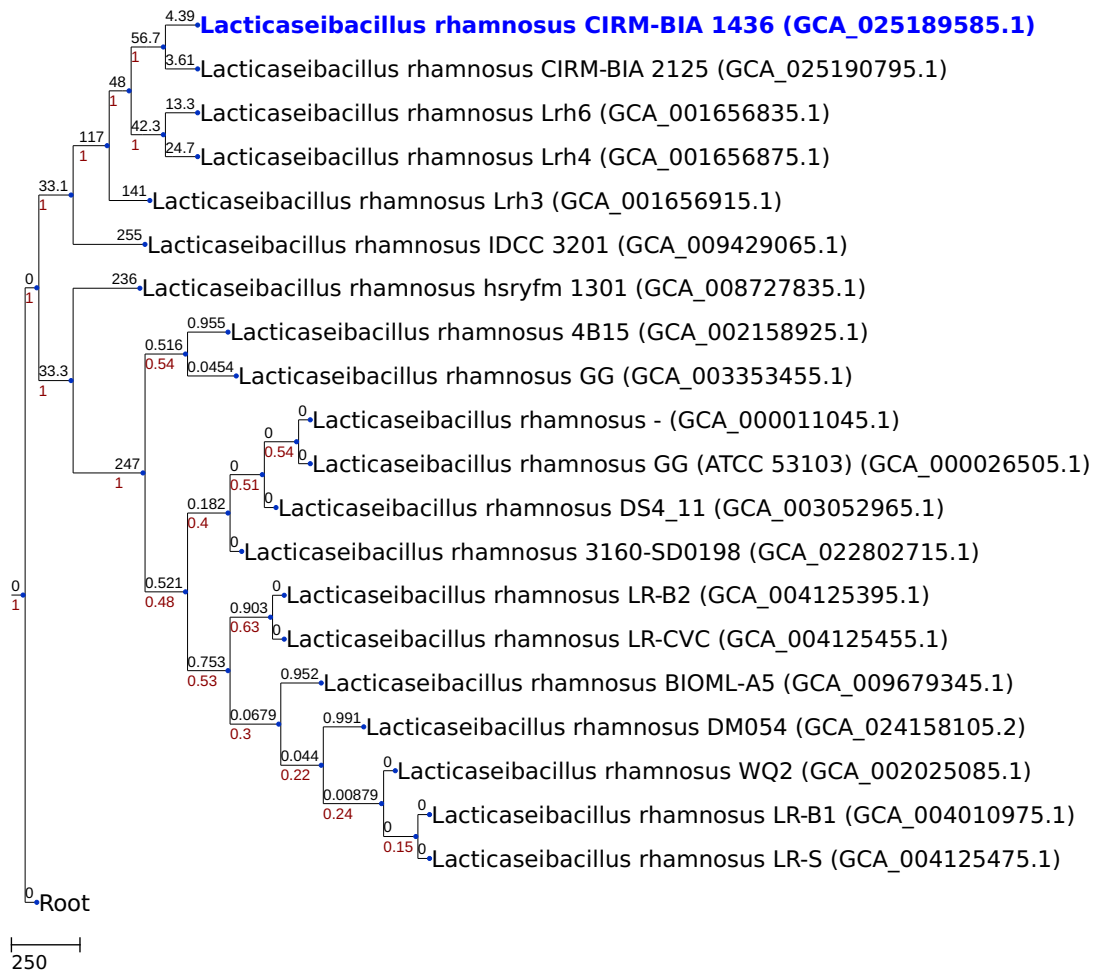 4.39
Lacticaseibacillus rhamnosus CIRM-BIA 1436 (GCA_025189585.1)
56.7
1
3.61
Lacticaseibacillus rhamnosus CIRM-BIA 2125 (GCA_025190795.1)
48
1
13.3
Lacticaseibacillus rhamnosus Lrh6 (GCA_001656835.1)
42.3
1
24.7
Lacticaseibacillus rhamnosus Lrh4 (GCA_001656875.1)
117
1
141
Lacticaseibacillus rhamnosus Lrh3 (GCA_001656915.1)
33.1
1
255
Lacticaseibacillus rhamnosus IDCC 3201 (GCA_009429065.1)
0
1
236
Lacticaseibacillus rhamnosus hsryfm 1301 (GCA_008727835.1)
0.955
Lacticaseibacillus rhamnosus 4B15 (GCA_002158925.1)
0.516
0.54
0.0454
Lacticaseibacillus rhamnosus GG (GCA_003353455.1)
33.3
1
0
Lacticaseibacillus rhamnosus - (GCA_000011045.1)
0
0.54
0
Lacticaseibacillus rhamnosus GG (ATCC 53103) (GCA_000026505.1)
247
1
0
0.51
0
Lacticaseibacillus rhamnosus DS4_11 (GCA_003052965.1)
0.182
0.4
0
Lacticaseibacillus rhamnosus 3160-SD0198 (GCA_022802715.1)
0.521
0.48
0
Lacticaseibacillus rhamnosus LR-B2 (GCA_004125395.1)
0
1
0.903
0.63
0
Lacticaseibacillus rhamnosus LR-CVC (GCA_004125455.1)
0.753
0.53
0.952
Lacticaseibacillus rhamnosus BIOML-A5 (GCA_009679345.1)
0.0679
0.3
0.991
Lacticaseibacillus rhamnosus DM054 (GCA_024158105.2)
0.044
0.22
0
Lacticaseibacillus rhamnosus WQ2 (GCA_002025085.1)
0.00879
0.24
0
Lacticaseibacillus rhamnosus LR-B1 (GCA_004010975.1)
0
0.15
0
Lacticaseibacillus rhamnosus LR-S (GCA_004125475.1)
0
Root
250